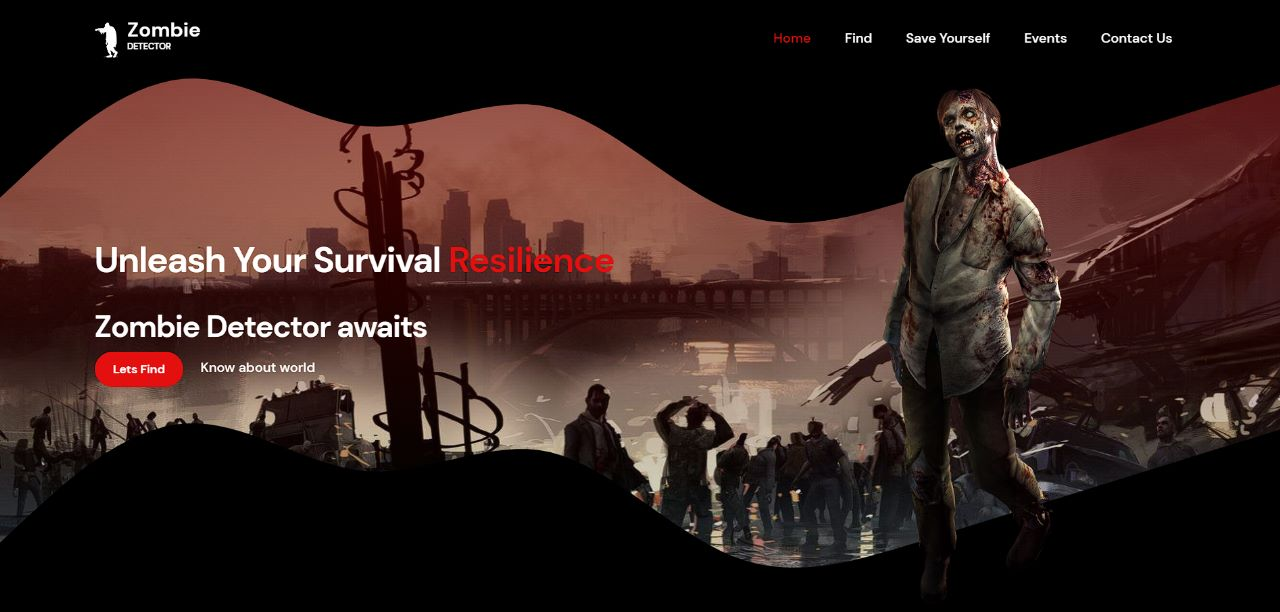 Zombie
DETECTOR
Home Find Save Yourself Events Contact Us
Unleash Your Survival Resilience
Zombie Detector awaits
Lets Find Know about world